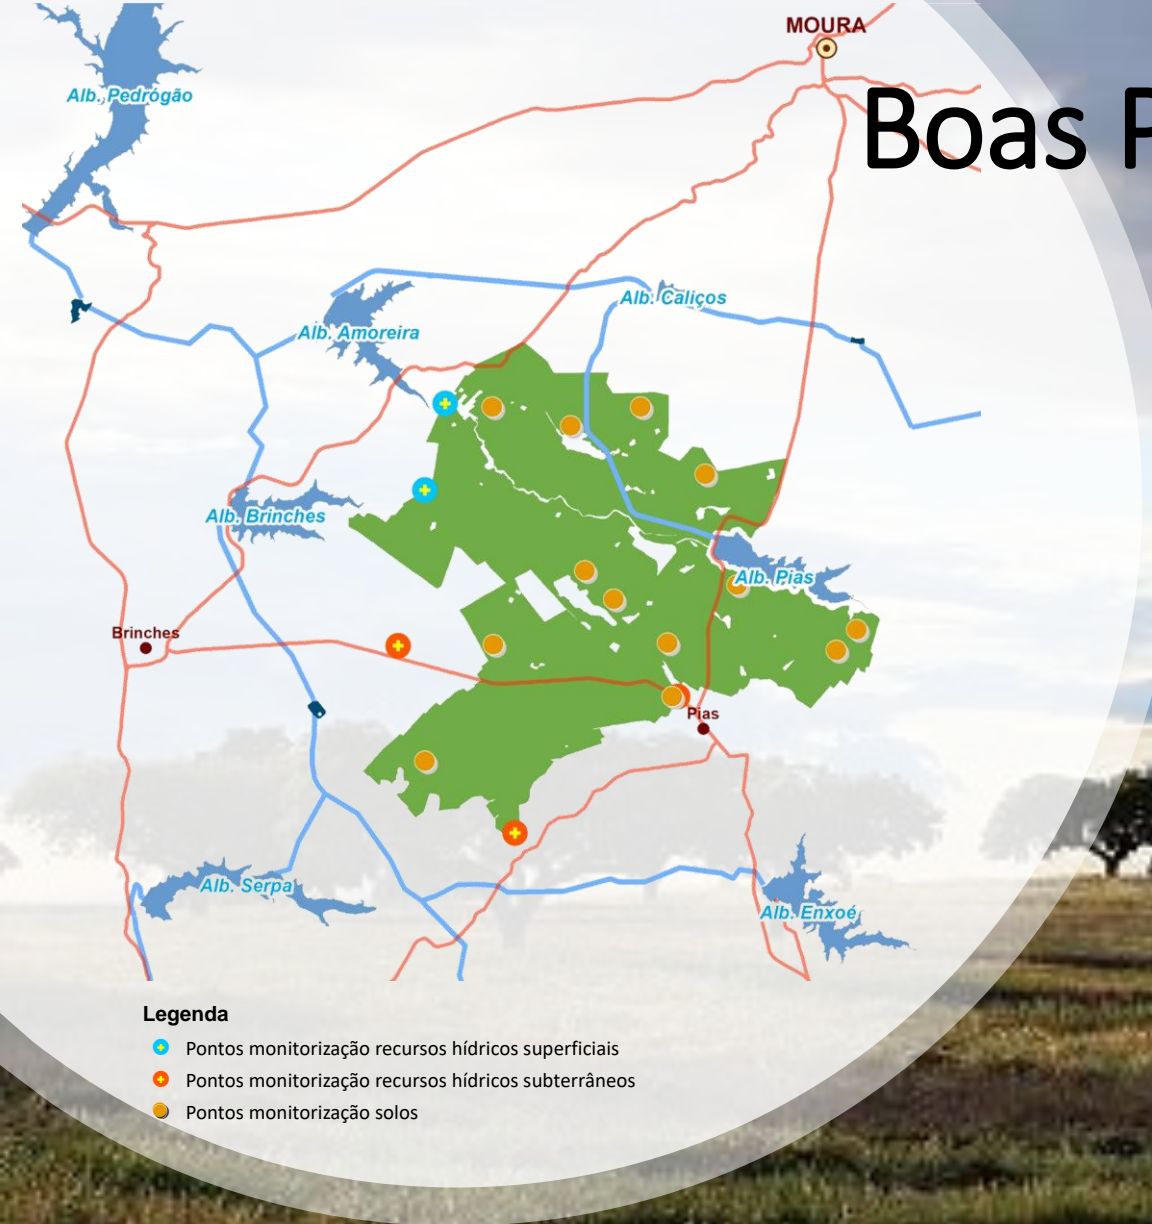 MOURA
Boas P
Alb. Pedrógão
Alb. Caliços
Alb. Amoreira
Alb. Brinches
Alb. Pias
Brinches
Pias
Alb. Serpa
Alb. Enxoé
Legenda
Pontos monitorização recursos hídricos superficiais
Pontos monitorização recursos hídricos subterrâneos
Pontos monitorização solos